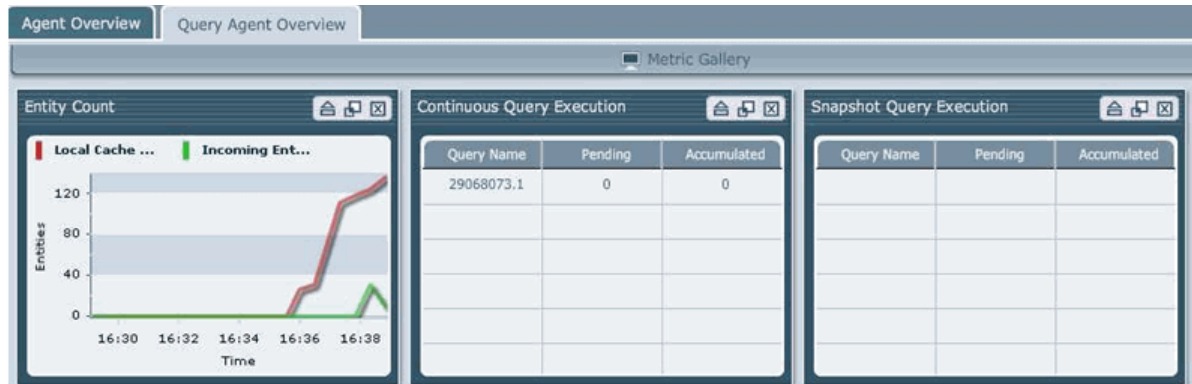 Agent Overview
Query Agent Overview
Metric Gallery
Entity Count
Local Cache ...
Incoming Ent...
120
80
40
0
Entities
16:30 16:32 16:34 16:36 16:38
Time
Continuous Query Execution
Query Name Pending Accumulated
29068073.1 0 0
Snapshot Query Execution
Query Name Pending Accumulated